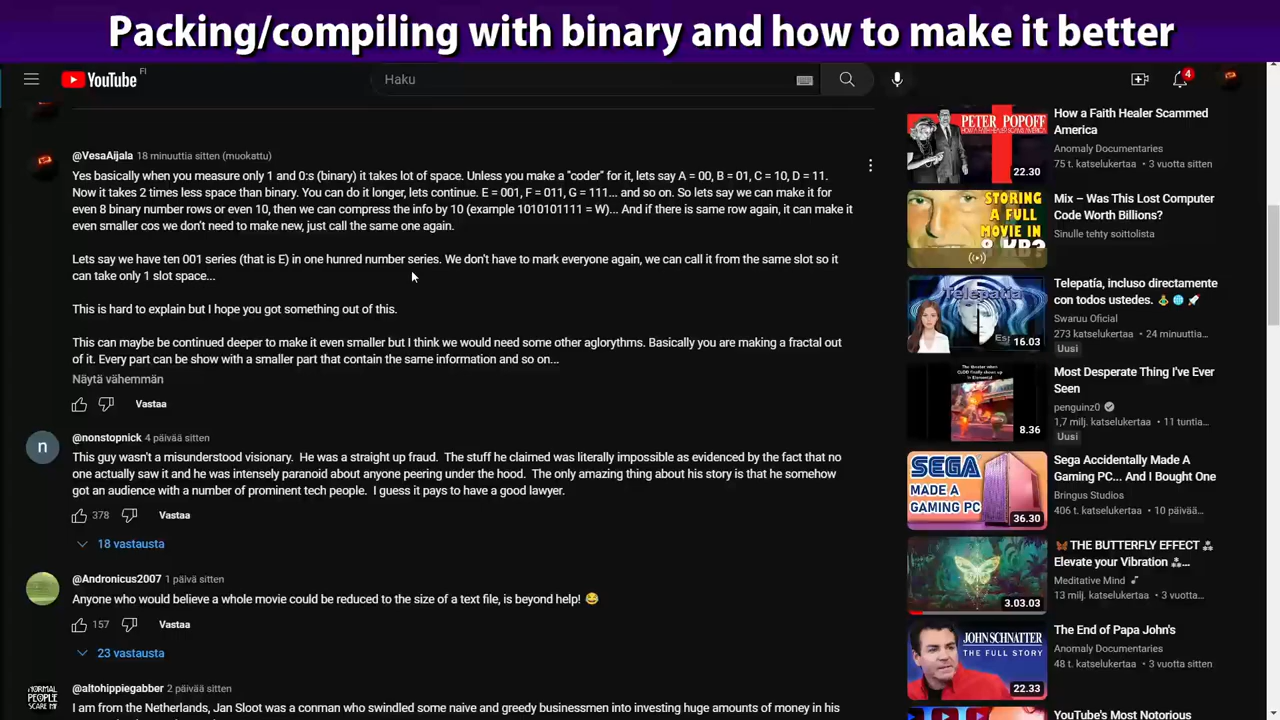 Packing/compiling with binary and how to make it better
YouTube FI
Haku
4
@VesaAijala 18 minuuttia sitten (muokattu)
Yes basically when you measure only 1 and 0:s (binary) it takes lot of space. Unless you make a "coder" for it, lets say A = 00, B = 01, C = 10, D = 11.
Now it takes 2 times less space than binary. You can do it longer, lets continue. E = 001, F = 011, G = 111... and so on. So lets say we can make it for
even 8 binary number rows or even 10, then we can compress the info by 10 (example 1010101111 = W)... And if there is same row again, it can make it
even smaller cos we don't need to make new, just call the same one again.
Lets say we have ten 001 series (that is E) in one hunred number series. We don't have to mark everyone again, we can call it from the same slot so it
can take only 1 slot space...
This is hard to explain but I hope you got something out of this.
This can maybe be continued deeper to make it even smaller but I think we would need some other aglorythms. Basically you are making a fractal out
of it. Every part can be show with a smaller part that contain the same information and so on...
Näytä vähemmän
Vastaa
n
@nonstopnick 4 päivää sitten
This guy wasn't a misunderstood visionary. He was a straight up fraud. The stuff he claimed was literally impossible as evidenced by the fact that no
one actually saw it and he was extremely paranoid about anyone peering under the hood. The only amazing thing about his story is that he somehow
got an audience with a number of prominent tech people. I guess it pays to have a good lawyer.
378 Vastaa
18 vastausta
@Andronicus2007 1 päivä sitten
Anyone who would believe a whole movie could be reduced to the size of a text file, is beyond help! 😂
157 Vastaa
23 vastausta
NORMAL
PEOPLE
SCARE ME
@altohippiegabber 2 päivää sitten
I am from the Netherlands, Jan Sloot was a conman who swindled some naive and greedy businessmen into investing huge amounts of money in his
PETER POPOFF
22.30
How a Faith Healer Scammed
America
Anomaly Documentaries
75 t. katselukertaa • 3 vuotta ...
STORING
A FULL
MOVIE IN
8 KB?
Mix – Was This Lost Computer
Code Worth Billions?
Sinulle tehty soittolista
Telepatía
16.03
Telepatía, incluso directamente
con todos ustedes.
Swaruu Oficial
273 katselukertaa • 24 minuuttia...
Uusi
8.36
Most Desperate Thing I've Ever
Seen
penguinz0
1,7 milj. katselukertaa • 11 tuntia...
Uusi
SEGA
MADE A
GAMING PC
36.30
Sega Accidentally Made A
Gaming PC... And I Bought One
Bringus Studios
406 t. katselukertaa • 10 päivää...
3.03.03
THE BUTTERFLY EFFECT
Elevate your Vibration
Meditative Mind
13 milj. katselukertaa • 3 vuotta...
JOHN SCHNATTER
THE FULL STORY
22.33
The End of Papa John's
Anomaly Documentaries
48 t. katselukertaa • 3 vuotta sitten
YouTube's Most Notorious